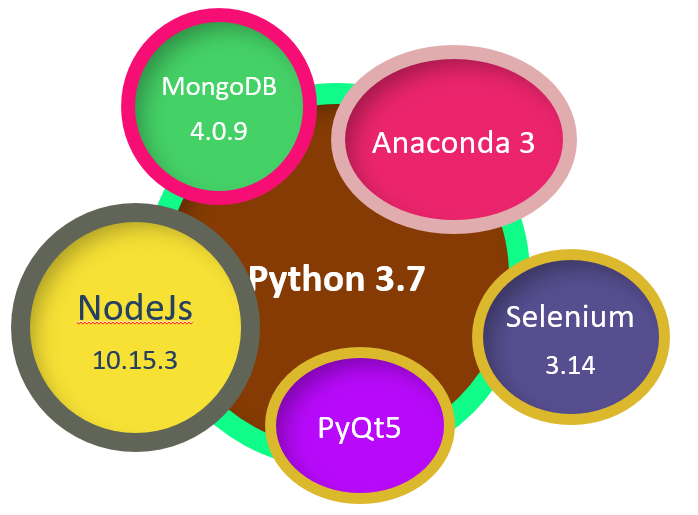 MongoDB
4.0.9
Anaconda 3
Python 3.7
NodeJs
10.15.3
Selenium
3.14
PyQt5